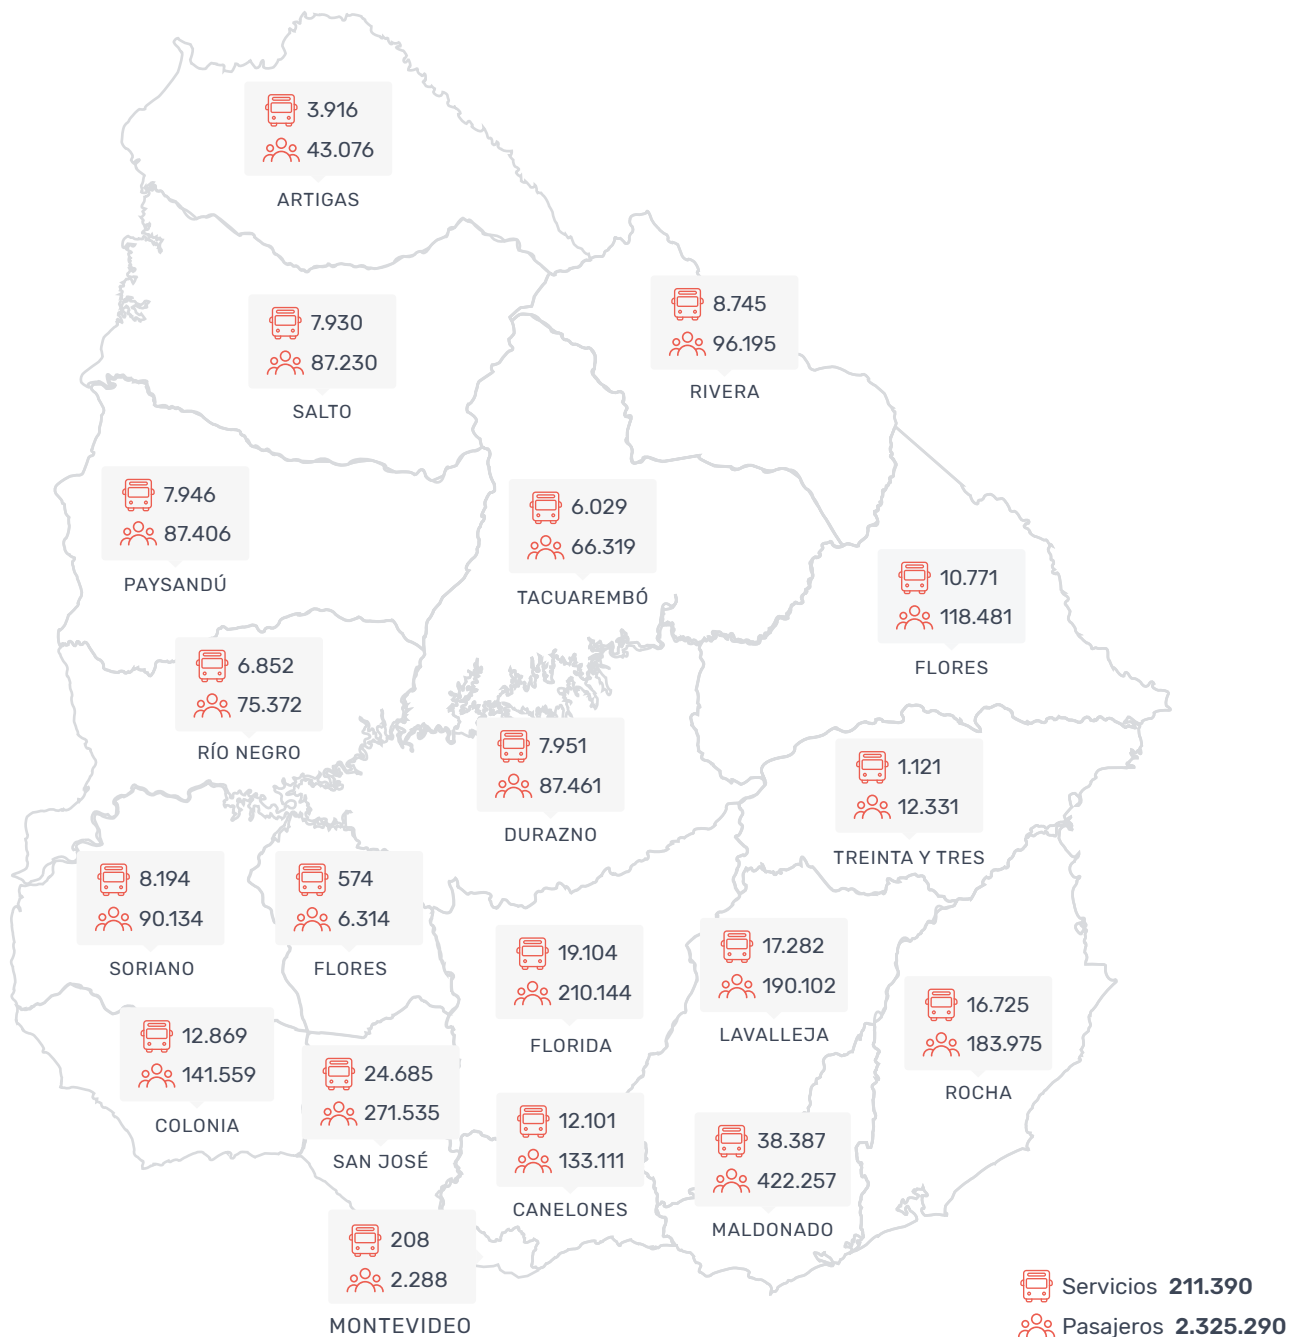 3.916
43.076
ARTIGAS
7.930
87.230
SALTO
8.745
96.195
RIVERA
7.946
87.406
PAYSANDÚ
6.029
66.319
TACUAREMBÓ
10.771
118.481
FLORES
6.852
75.372
RÍO NEGRO
7.951
87.461
DURAZNO
1.121
12.331
TREINTA Y TRES
8.194
90.134
SORIANO
574
6.314
FLORES
19.104
210.144
FLORIDA
17.282
190.102
LAVALLEJA
16.725
183.975
ROCHA
12.869
141.559
COLONIA
24.685
271.535
SAN JOSÉ
12.101
133.111
CANELONES
38.387
422.257
MALDONADO
208
2.288
MONTEVIDEO
Servicios 211.390
Pasajeros 2.325.290